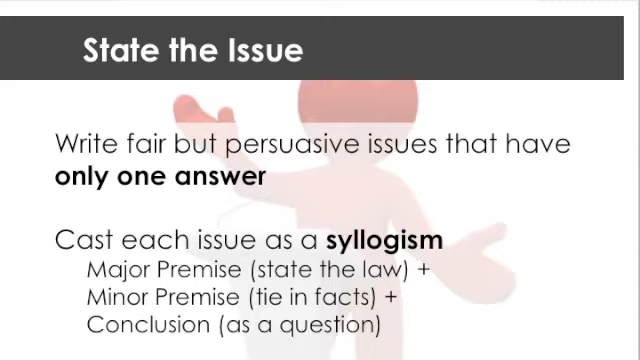 State the Issue
Write fair but persuasive issues that have
only one answer
Cast each issue as a syllogism
Major Premise (state the law) +
Minor Premise (tie in facts) +
Conclusion (as a question)